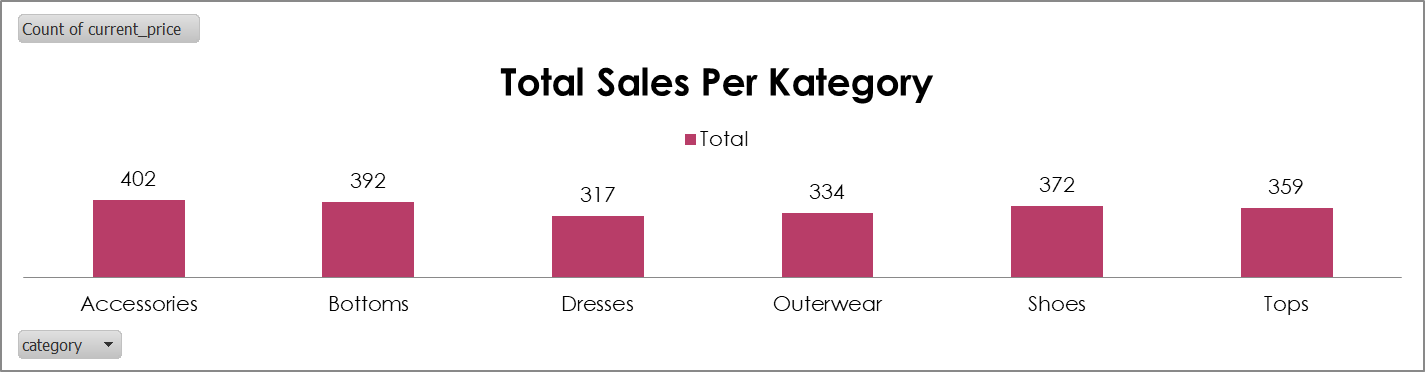 Count of current_price
Total Sales Per Kategory
Total
402 392 317 334 372 359
Accessories Bottoms Dresses Outerwear Shoes Tops
category